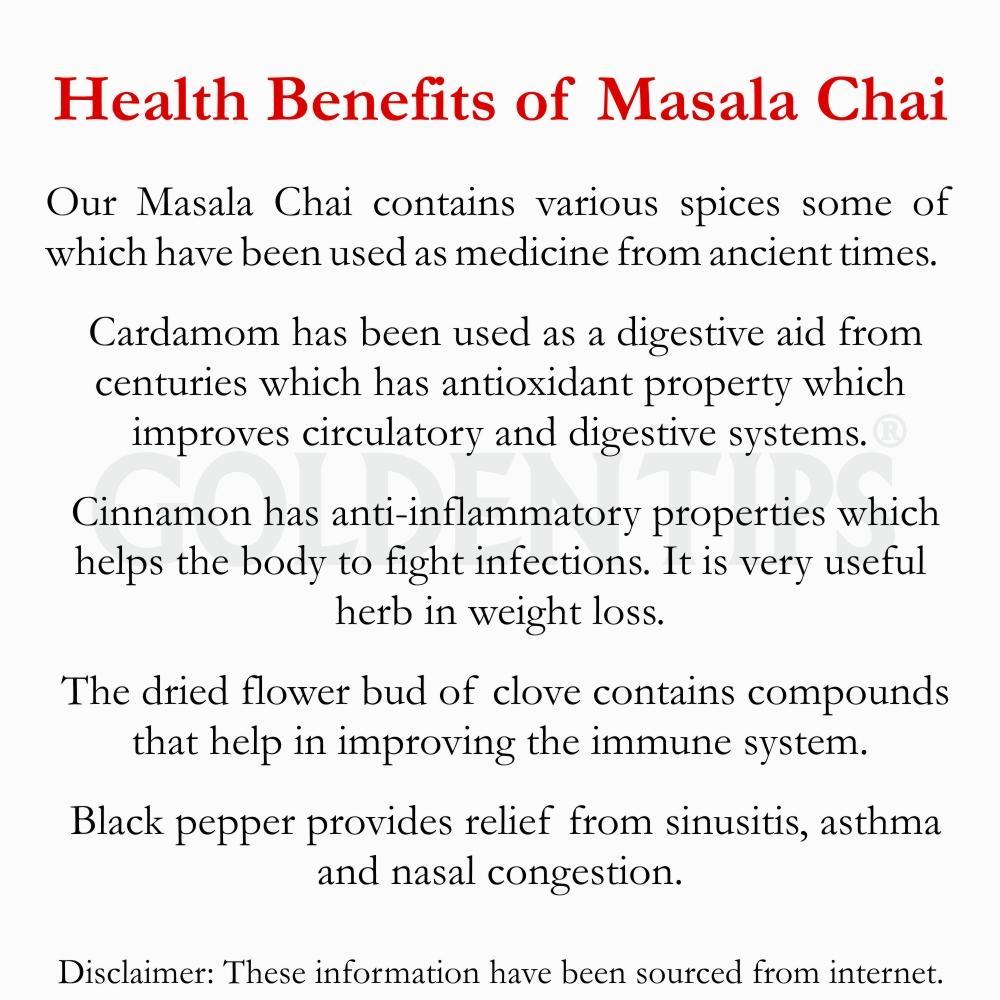 Health Benefits of Masala Chai
Our Masala Chai contains various spices some of
which have been used as medicine from ancient times.
Cardamom has been used as a digestive aid from
centuries which has antioxidant property which
improves circulatory and digestive systems.
GOLDEN TIPS®
Cinnamon has anti-inflammatory properties which
helps the body to fight infections. It is very useful
herb in weight loss.
The dried flower bud of clove contains compounds
that help in improving the immune system.
Black pepper provides relief from sinusitis, asthma
and nasal congestion.
Disclaimer: These information have been sourced from internet.